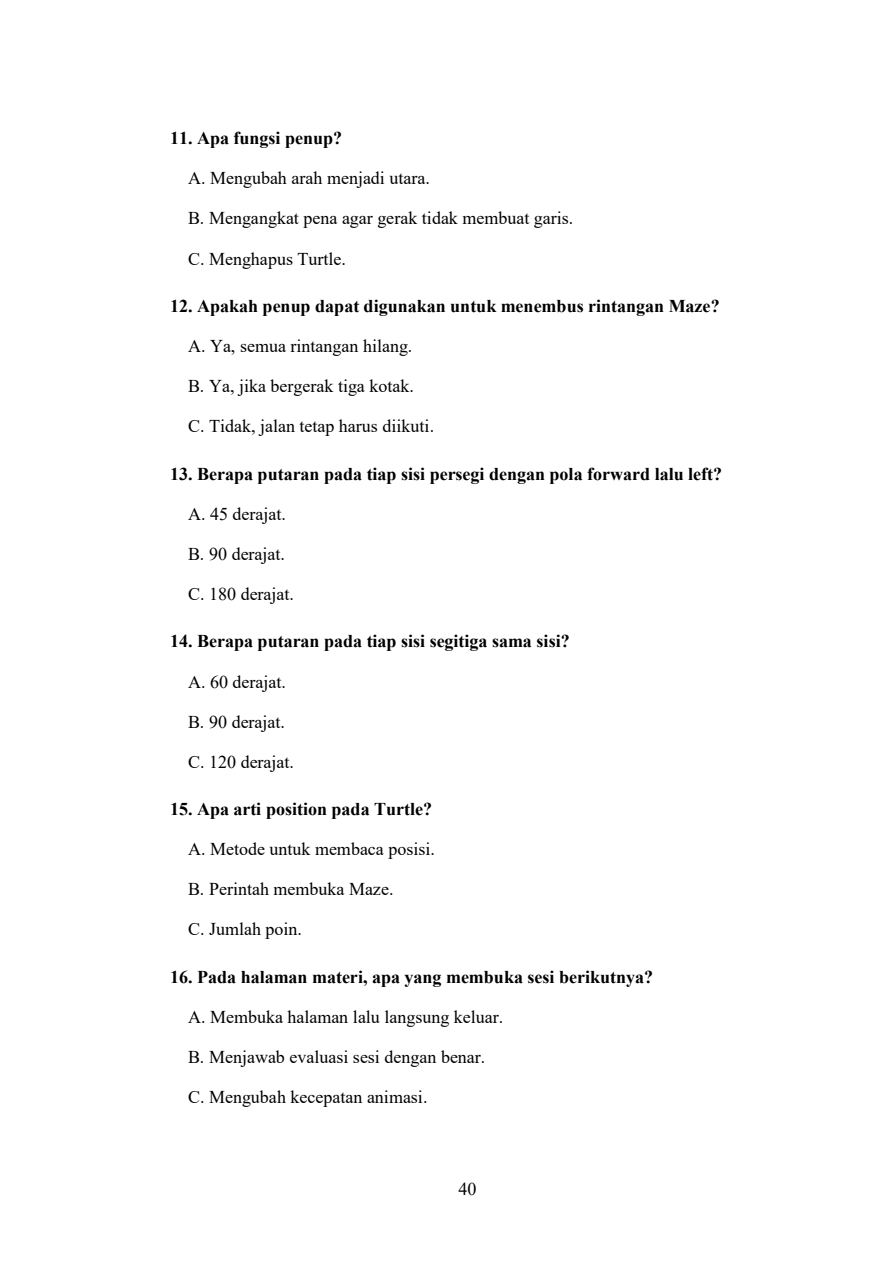 11. Apa fungsi penup?
A. Mengubah arah menjadi utara.
B. Mengangkat pena agar gerak tidak membuat garis.
C. Menghapus Turtle.
12. Apakah penup dapat digunakan untuk menembus rintangan Maze?
A. Ya, semua rintangan hilang.
B. Ya, jika bergerak tiga kotak.
C. Tidak, jalan tetap harus diikuti.
13. Berapa putaran pada tiap sisi persegi dengan pola forward lalu left?
A. 45 derajat.
B. 90 derajat.
C. 180 derajat.
14. Berapa putaran pada tiap sisi segitiga sama sisi?
A. 60 derajat.
B. 90 derajat.
C. 120 derajat.
15. Apa arti position pada Turtle?
A. Metode untuk membaca posisi.
B. Perintah membuka Maze.
C. Jumlah poin.
16. Pada halaman materi, apa yang membuka sesi berikutnya?
A. Membuka halaman lalu langsung keluar.
B. Menjawab evaluasi sesi dengan benar.
C. Mengubah kecepatan animasi.
40